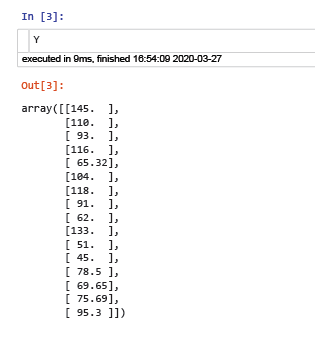 In [3]:
Y
executed in 9ms, finished 16:54:09 2020-03-27
Out[3]:
array([[145.  ],
       [110.  ],
       [ 93.  ],
       [116.  ],
       [ 65.32],
       [104.  ],
       [118.  ],
       [ 91.  ],
       [ 62.  ],
       [133.  ],
       [ 51.  ],
       [ 45.  ],
       [ 78.5 ],
       [ 69.65],
       [ 75.69],
       [ 95.3 ]])